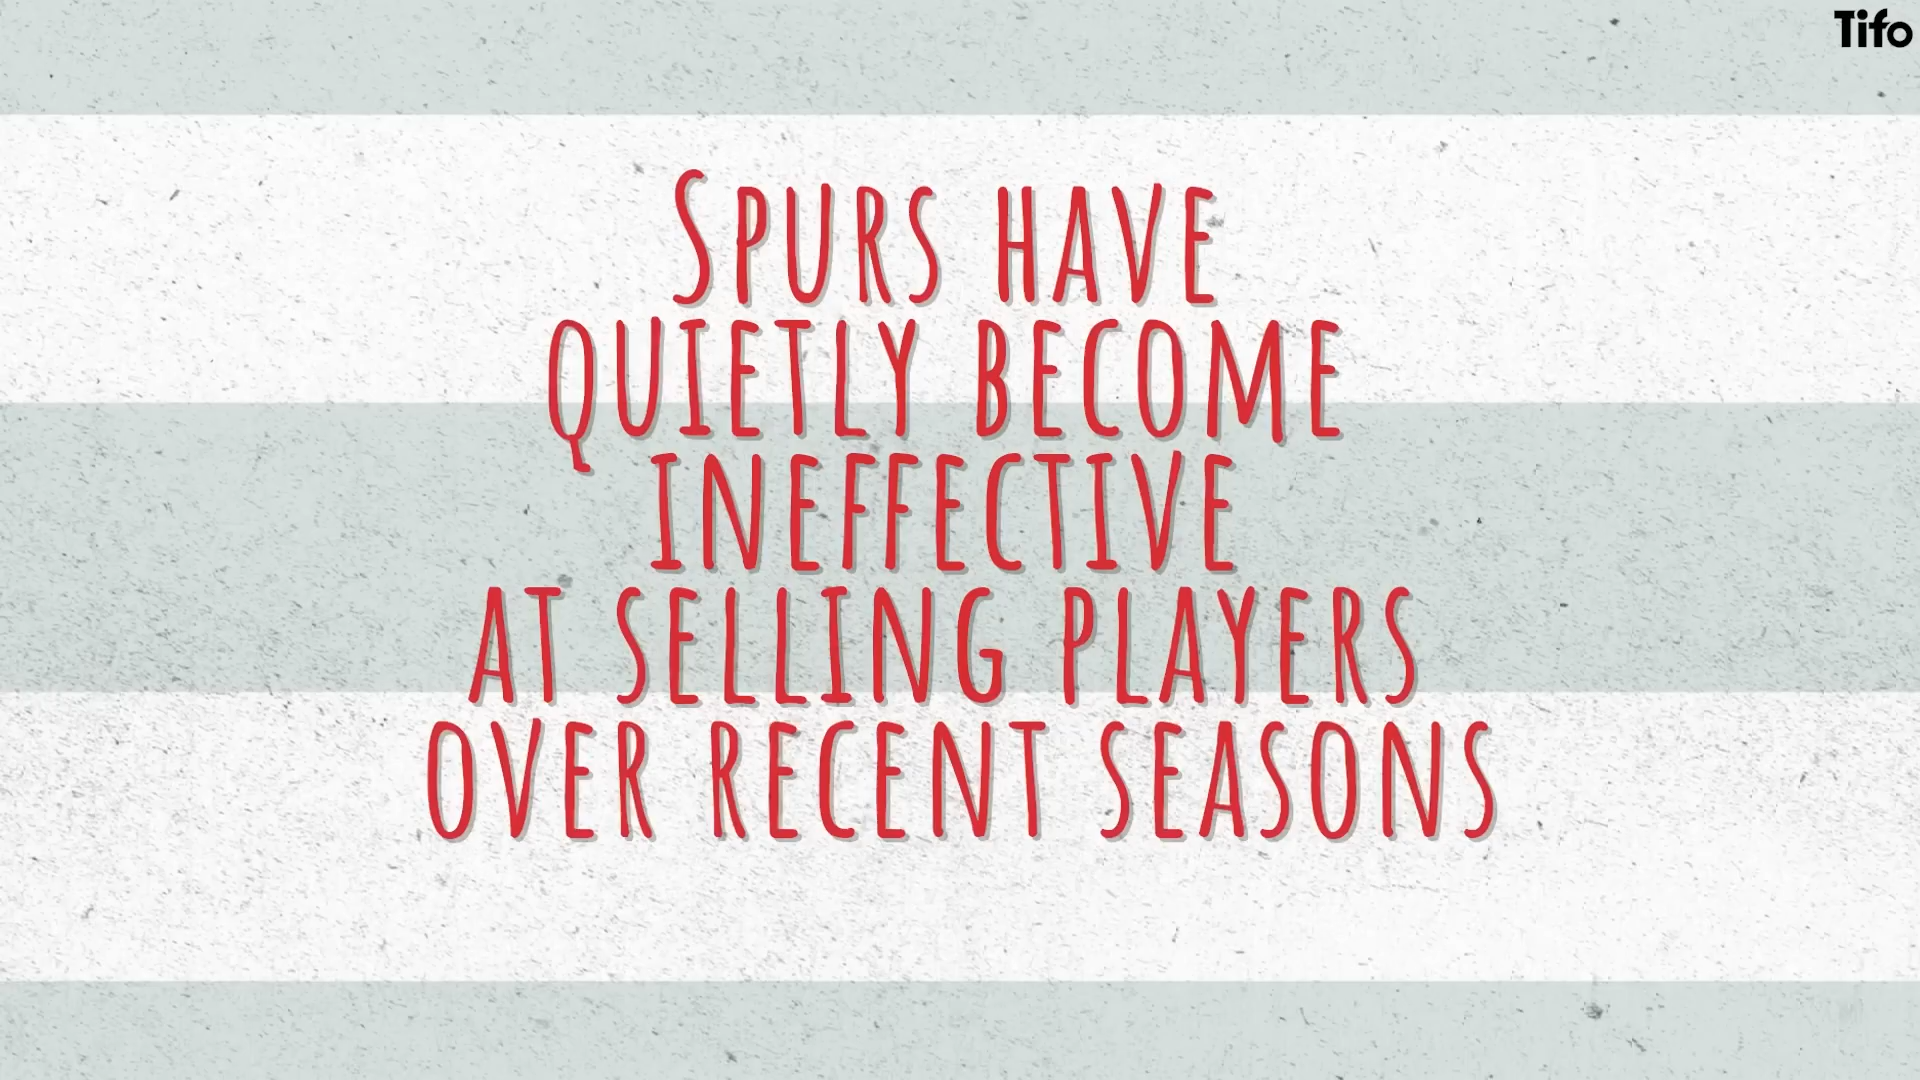 Tifo
Spurs have
quietly become
ineffective
at selling players
over recent seasons